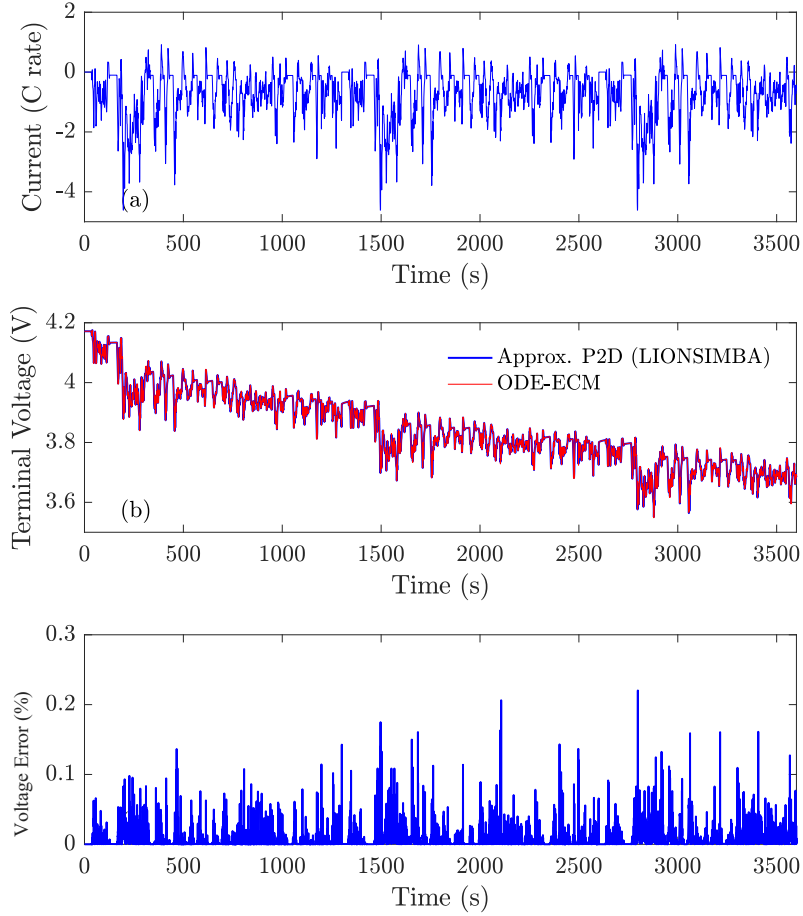 2
0
-2
-4
Current (C rate)
(a)
0 500 1000 1500 2000 2500 3000 3500
Time (s)
4.2
4
3.8
3.6
Terminal Voltage (V)
Approx. P2D (LIONSIMBA)
ODE-ECM
(b)
0 500 1000 1500 2000 2500 3000 3500
Time (s)
0.3
0.2
0.1
0
Voltage Error (%)
0 500 1000 1500 2000 2500 3000 3500
Time (s)